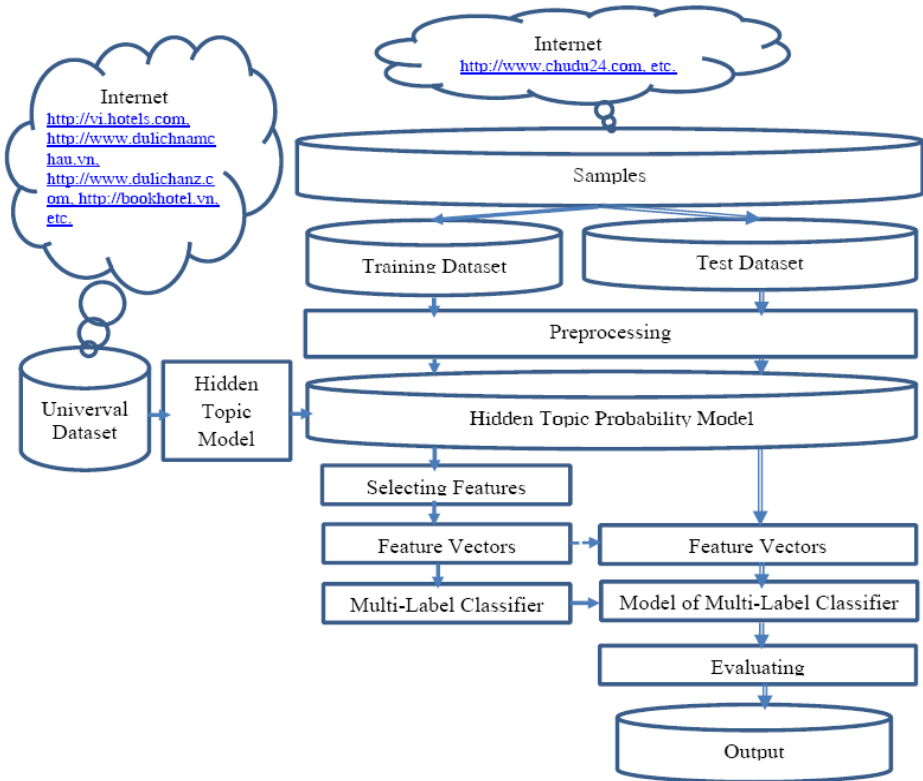 Internet
http://www.chudu24.com, etc.
Internet
http://vi.hotels.com,
http://www.dulichnamc
hau.vn,
http://www.dulichanz.c
om, http://bookhotel.vn,
etc.
Samples
Training Dataset
Test Dataset
Preprocessing
Univerval
Dataset
Hidden
Topic
Model
Hidden Topic Probability Model
Selecting Features
Feature Vectors
Feature Vectors
Multi-Label Classifier
Model of Multi-Label Classifier
Evaluating
Output